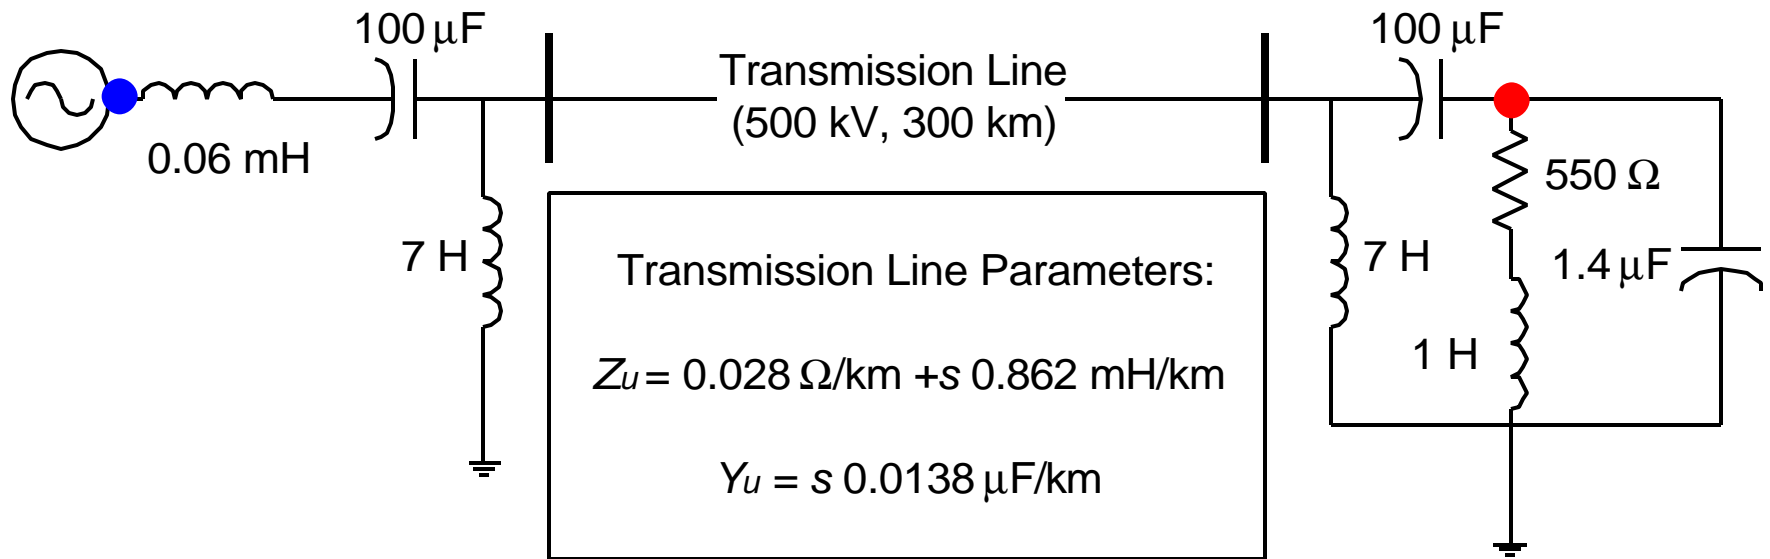 100 μF
100 μF
Transmission Line
(500 kV, 300 km)
0.06 mH
550 Ω
7 H
7 H
1.4 μF
1 H
Transmission Line Parameters:
Zu = 0.028 Ω/km +s 0.862 mH/km
Yu = s 0.0138 μF/km